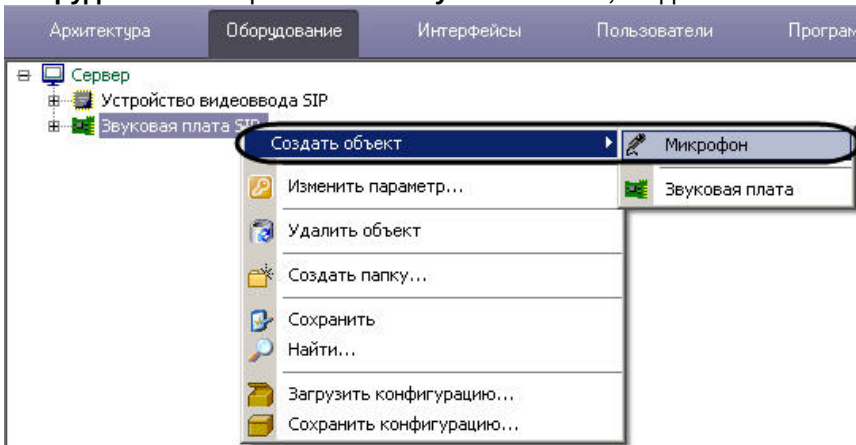 Архитектура Оборудование Интерфейсы Пользователи Програм
Сервер
Устройство видеоввода SIP
Звуковая плата SIP
Создать объект
Микрофон
Звуковая плата
Изменить параметр...
Удалить объект
Создать папку...
Сохранить
Найти...
Загрузить конфигурацию...
Сохранить конфигурацию...